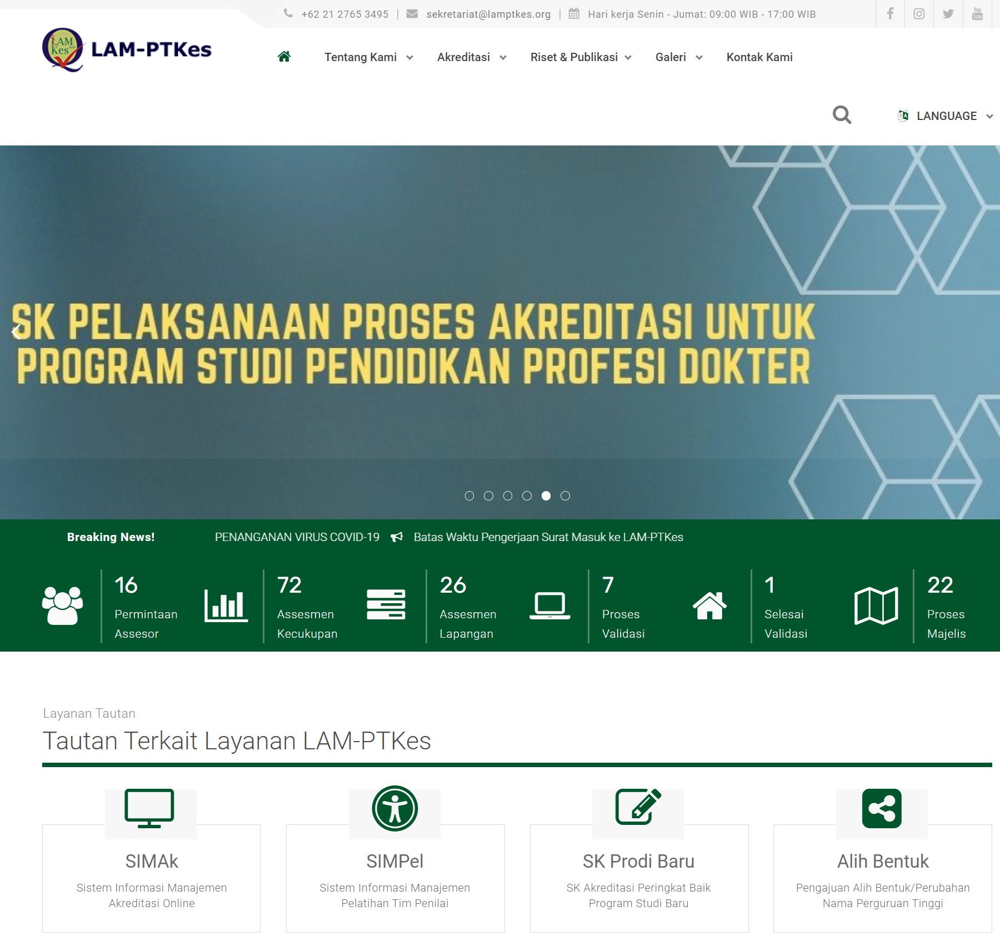 +62 21 2765 3495 | sekretariat@lamptkes.org | Hari kerja Senin - Jumat: 09:00 WIB - 17:00 WIB
You Tube
LAM Kes
LAM-PTKes
Tentang Kami
Akreditasi
Riset & Publikasi
Galeri
Kontak Kami
LANGUAGE
SK PELAKSANAAN PROSES AKREDITASI UNTUK
PROGRAM STUDI PENDIDIKAN PROFESI DOKTER
Breaking News!
PENANGANAN VIRUS COVID-19
Batas Waktu Pengerjaan Surat Masuk ke LAM-PTKes
16
Permintaan
Assesor
72
Assesmen
Kecukupan
26
Assesmen
Lapangan
7
Proses
Validasi
1
Selesai
Validasi
22
Proses
Majelis
Layanan Tautan
Tautan Terkait Layanan LAM-PTKes
SIMAk
Sistem Informasi Manajemen
Akreditasi Online
SIMPel
Sistem Informasi Manajemen
Pelatihan Tim Penilai
SK Prodi Baru
SK Akreditasi Peringkat Baik
Program Studi Baru
Alih Bentuk
Pengajuan Alih Bentuk/Perubahan
Nama Perguruan Tinggi